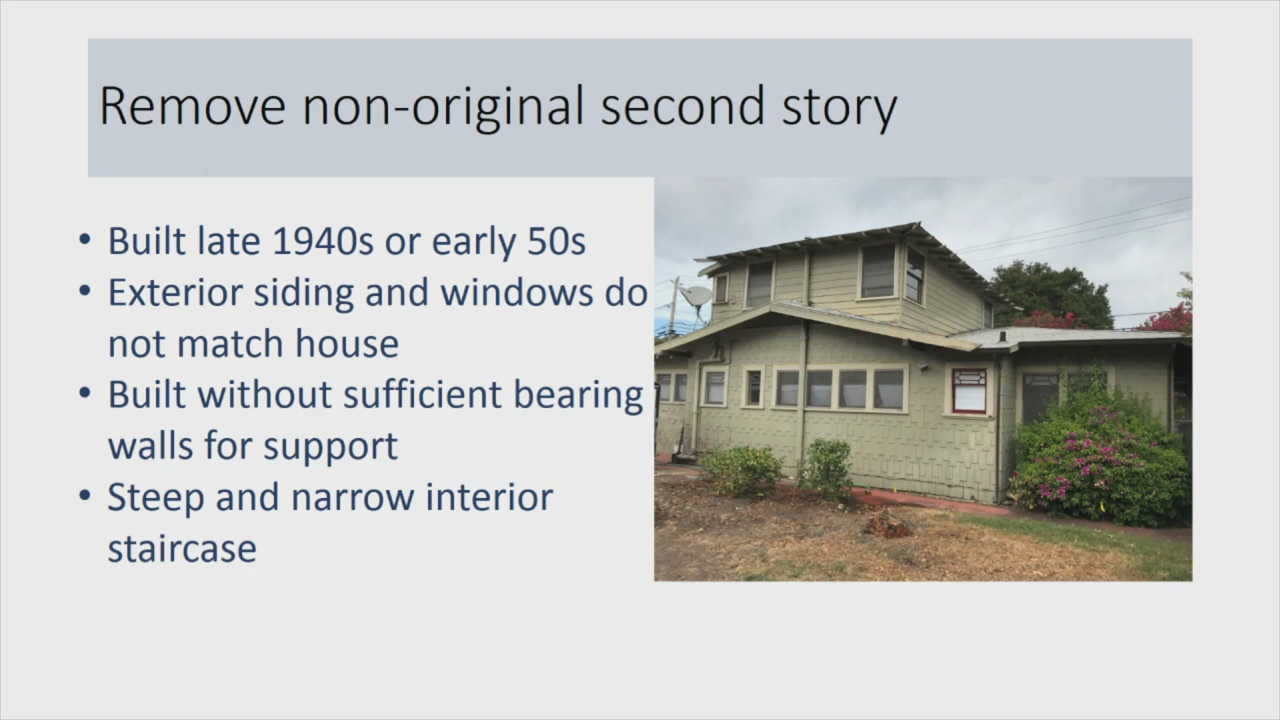 Remove non-original second story
• Built late 1940s or early 50s
• Exterior siding and windows do
not match house
• Built without sufficient bearing
walls for support
• Steep and narrow interior
staircase